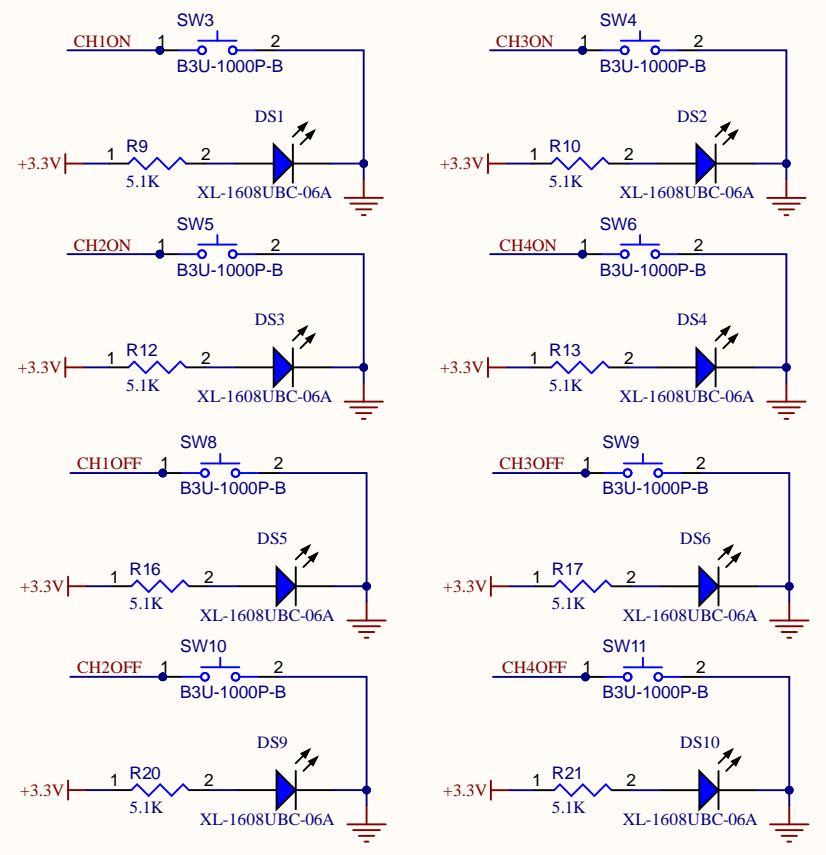 SW3
CH1ON 1 2
B3U-1000P-B
DS1
+3.3V 1 R9 2
5.1K
XL-1608UBC-06A
SW4
CH3ON 1 2
B3U-1000P-B
DS2
+3.3V 1 R10 2
5.1K
XL-1608UBC-06A
SW5
CH2ON 1 2
B3U-1000P-B
DS3
+3.3V 1 R12 2
5.1K
XL-1608UBC-06A
SW6
CH4ON 1 2
B3U-1000P-B
DS4
+3.3V 1 R13 2
5.1K
XL-1608UBC-06A
SW8
CH1OFF 1 2
B3U-1000P-B
DS5
+3.3V 1 R16 2
5.1K
XL-1608UBC-06A
SW9
CH3OFF 1 2
B3U-1000P-B
DS6
+3.3V 1 R17 2
5.1K
XL-1608UBC-06A
SW10
CH2OFF 1 2
B3U-1000P-B
DS9
+3.3V 1 R20 2
5.1K
XL-1608UBC-06A
SW11
CH4OFF 1 2
B3U-1000P-B
DS10
+3.3V 1 R21 2
5.1K
XL-1608UBC-06A